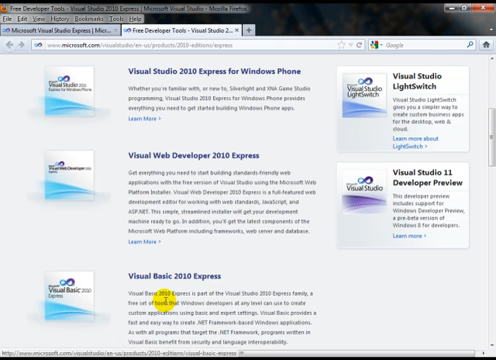 Free Developer Tools - Visual Studio 2010 Express - Mozilla Firefox
File Edit View History Bookmarks Tools Help
Microsoft Visual Studio 2010 Express | Micr...
Free Developer Tools - Visual Studio 2010 E...
www.microsoft.com/visualstudio/en-us/products/2010-editions/express
Google
Visual Studio 2010 Express for Windows Phone
Whether you're familiar with, or new to, Silverlight and XNA Game Studio
programming, Visual Studio 2010 Express for Windows Phone provides
everything you need to get started building Windows Phone apps.
Learn More
Visual Web Developer 2010 Express
Get everything you need to start building standards-friendly web
applications with the free version of Visual Studio using the Microsoft Web
Platform Installer. Visual Web Developer 2010 Express is a full-featured web
development editor for working with web standards, JavaScript, and
ASP.NET. This simple, streamlined installer will get your development
machine ready to go. In addition, you'll get the latest components of the
Microsoft Web Platform including frameworks, web server and database.
Learn More
Visual Basic 2010 Express
Visual Basic 2010 Express is part of the Visual Studio 2010 Express family, a
free set of tools that Windows developers at any level can use to create
custom applications using basic and expert settings. Visual Basic provides a
fast and easy way to create .NET Framework-based Windows applications.
As with all programs that target the .NET Framework, programs written in
Visual Basic benefit from security and language interoperability.
Visual Studio
LightSwitch
Visual Studio LightSwitch
gives you a simple way to
create custom business apps
for the desktop, web &
cloud.
Learn more about
LightSwitch
Visual Studio 11
Developer Preview
This developer preview
includes support for
Windows Developer Preview,
a pre-beta version of
Windows 8.
Learn more
www.microsoft.com/visualstudio/en-us/products/2010-editions/visual-basic-express